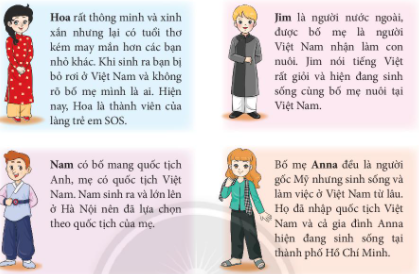 Hoa rất thông minh và xinh
xắn nhưng lại có tuổi thơ
kém may mắn hơn các bạn
nhỏ khác. Khi sinh ra bạn bị
bỏ rơi ở Việt Nam và không
rõ bố mẹ mình là ai. Hiện
nay, Hoa là thành viên của
làng trẻ em SOS.
Jim là người nước ngoài,
được bố mẹ là người
Việt Nam nhận làm con
nuôi. Jim nói tiếng Việt
rất giỏi và hiện đang sinh
sống cùng bố mẹ nuôi tại
Việt Nam.
Nam có bố mang quốc tịch
Anh, mẹ có quốc tịch Việt
Nam. Nam sinh ra và lớn lên
ở Hà Nội nên đã lựa chọn
theo quốc tịch của mẹ.
Bố mẹ Anna đều là người
gốc Mỹ nhưng sinh sống và
làm việc ở Việt Nam từ lâu.
Họ đã nhập quốc tịch Việt
Nam và cả gia đình Anna
hiện đang sinh sống tại
thành phố Hồ Chí Minh.